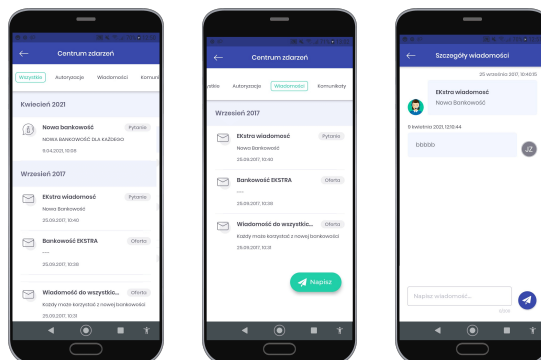 Centrum zdarzeń
Wszystkie Autoryzacje Wiadomości Komuni
Kwiecień 2021
Nowa bankowość Pytanie
NOWA BANKOWOŚĆ DLA KAŻDEGO
9.04.2021, 16:08
Wrzesień 2017
EKstra wiadomość Pytanie
Nowa Bankowość
25.09.2017, 10:40
Bankowość EKSTRA Oferta
----
25.09.2017, 10:38
Wiadomość do wszystkic... Oferta
Każdy może korzystać z nowej bankowości
25.09.2017, 10:31
Centrum zdarzeń
ystkie Autoryzacje Wiadomości Komunikaty
Wrzesień 2017
EKstra wiadomość Pytanie
Nowa Bankowość
25.09.2017, 10:40
Bankowość EKSTRA Oferta
----
25.09.2017, 10:38
Wiadomość do wszystkic... Oferta
Każdy może korzystać z nowej bankowości
25.09.2017, 10:31
Napisz
Szczegóły wiadomości
25 września 2017, 10:40:15
EKstra wiadomość
Nowa Bankowość
9 kwietnia 2021, 12:10:44
bbbbb
JZ
Napisz wiadomość...